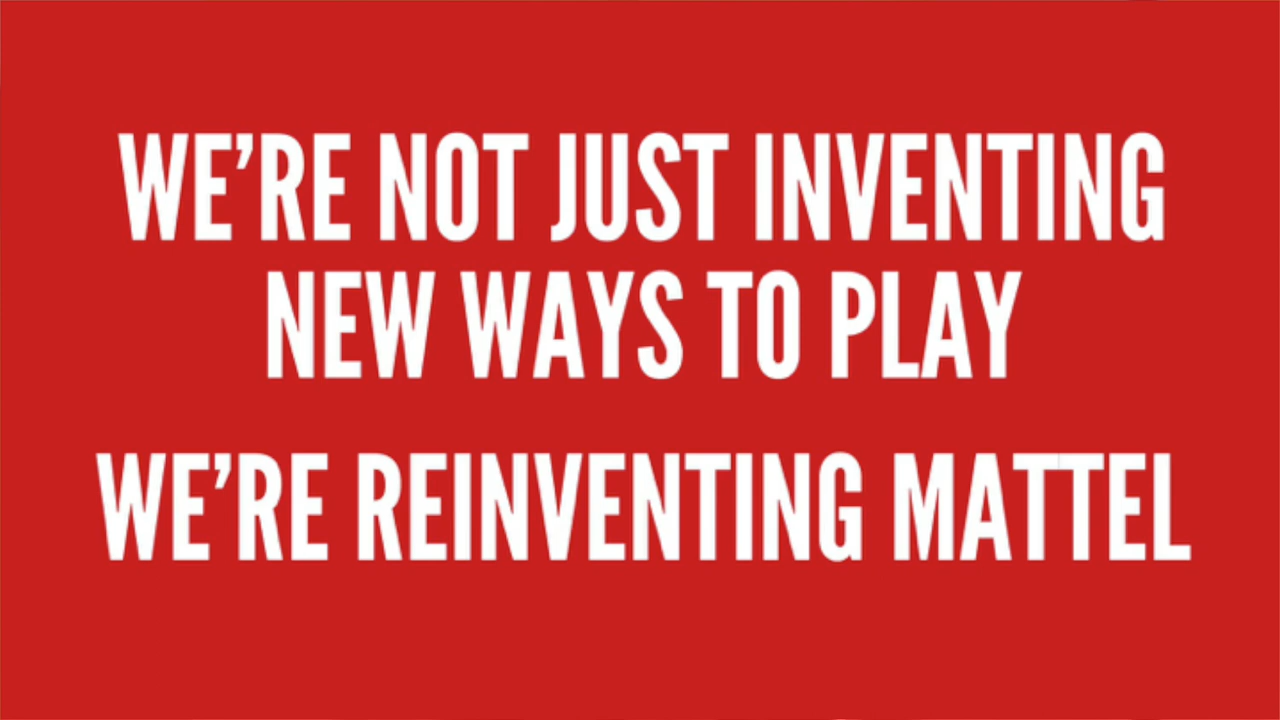 WE’RE NOT JUST INVENTING
NEW WAYS TO PLAY
WE’RE REINVENTING MATTEL